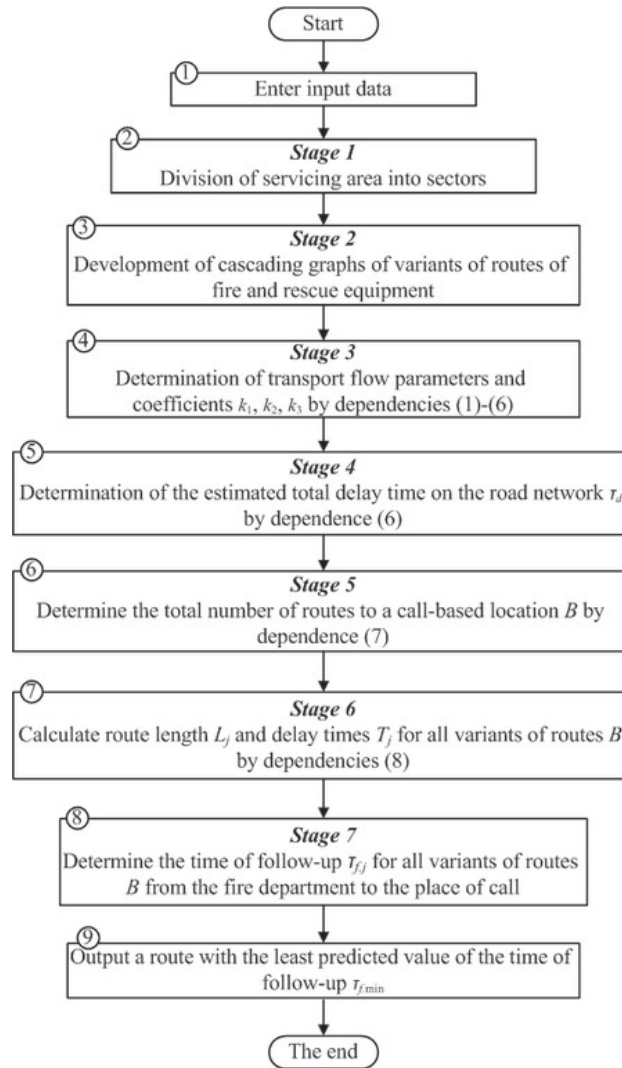 Start
1
Enter input data
2
Stage 1
Division of servicing area into sectors
3
Stage 2
Development of cascading graphs of variants of routes of
fire and rescue equipment
4
Stage 3
Determination of transport flow parameters and
coefficients k₁, k₂, k₃ by dependencies (1)-(6)
5
Stage 4
Determination of the estimated total delay time on the road network τd
by dependence (6)
6
Stage 5
Determine the total number of routes to a call-based location B by
dependence (7)
7
Stage 6
Calculate route length Lj and delay times Tj for all variants of routes B
by dependencies (8)
8
Stage 7
Determine the time of follow-up τf.j for all variants of routes
B from the fire department to the place of call
9
Output a route with the least predicted value of the time of
follow-up τf.min
The end